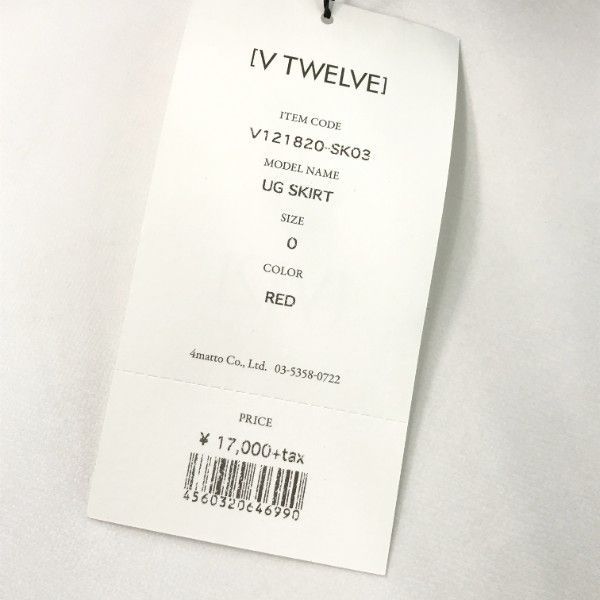 [V TWELVE]
ITEM CODE
V121820-SK03
MODEL NAME
UG SKIRT
SIZE
0
COLOR
RED
4matto Co., Ltd. 03-5358-0722
PRICE
¥ 17,000+tax
4560320646990